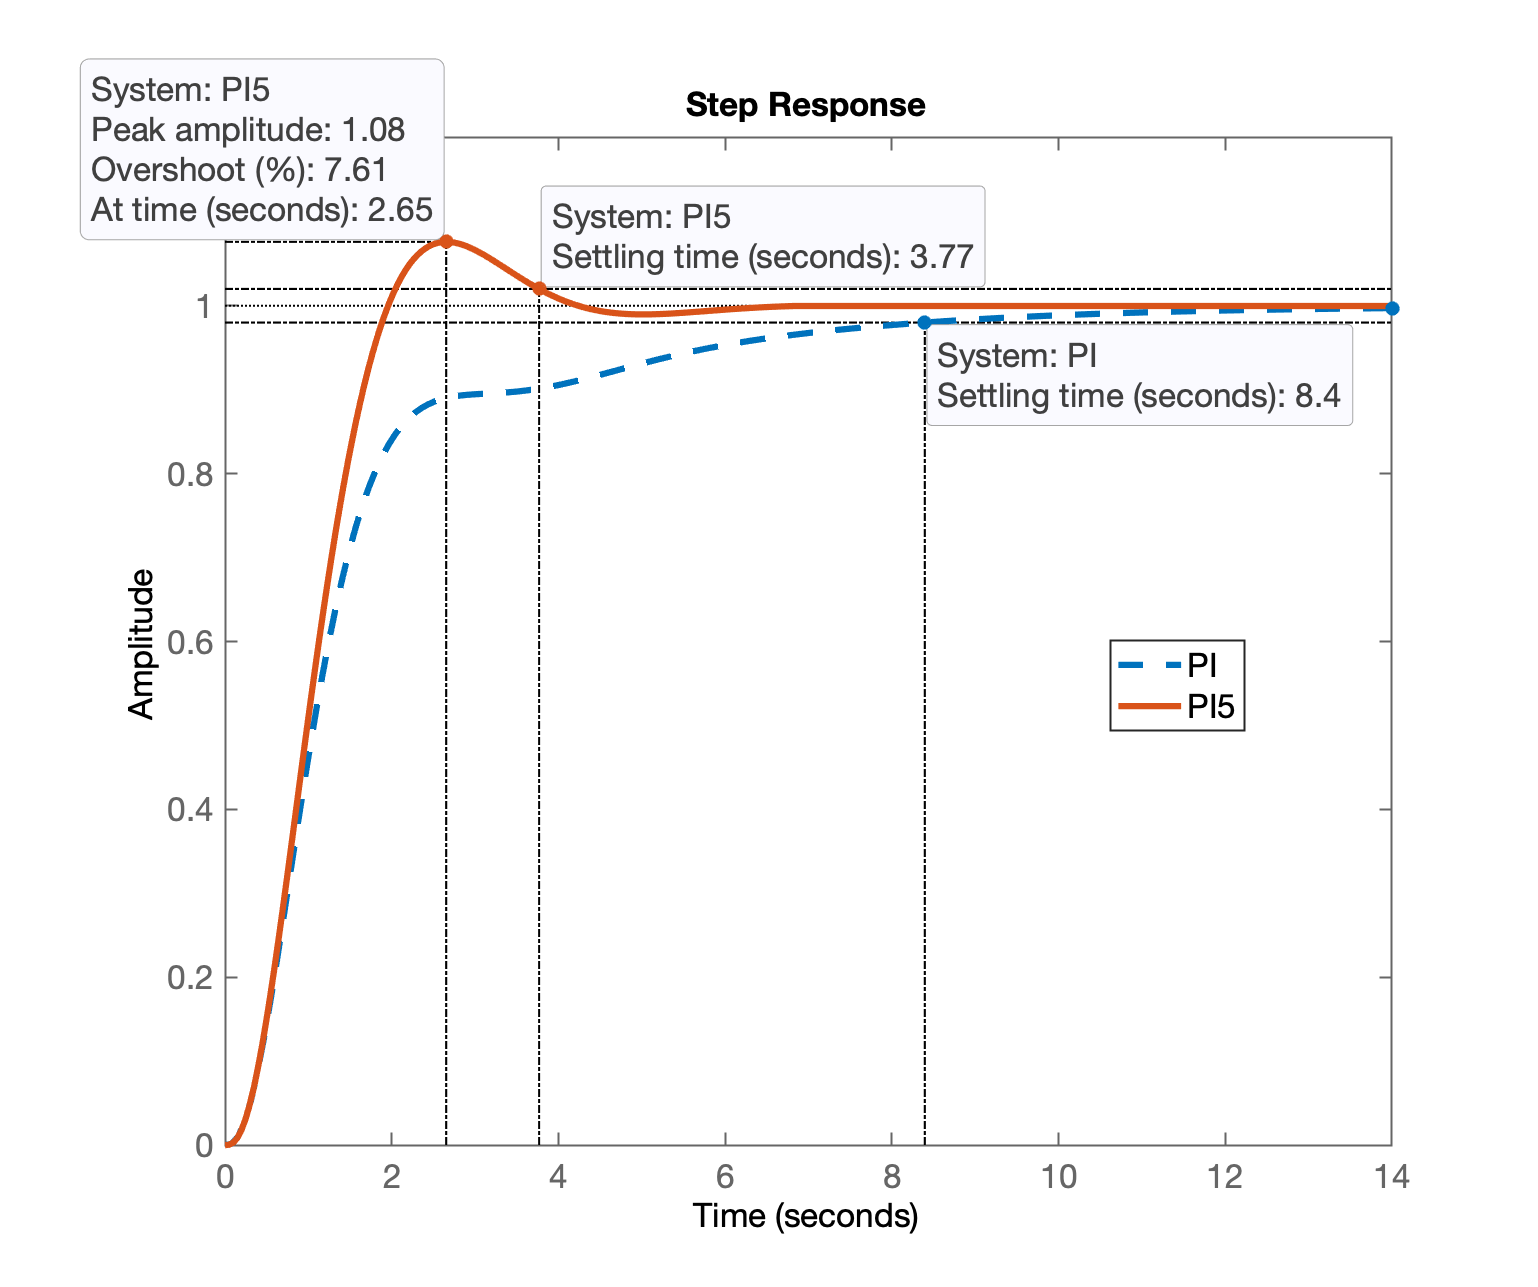 System: PI5
Peak amplitude: 1.08
Overshoot (%): 7.61
At time (seconds): 2.65
Step Response
System: PI5
Settling time (seconds): 3.77
System: PI
Settling time (seconds): 8.4
1
0.8
0.6
0.4
0.2
0
Amplitude
PI
PI5
0 2 4 6 8 10 12 14
Time (seconds)